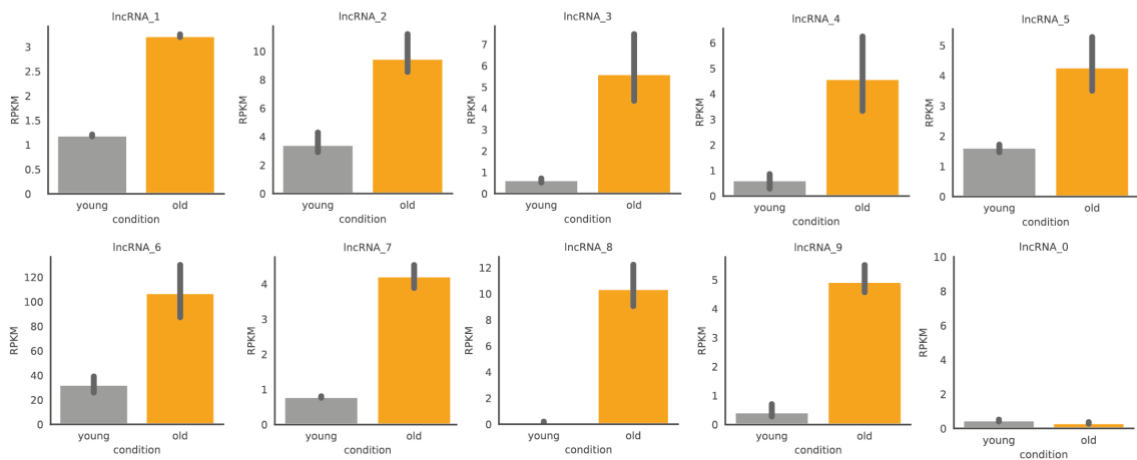 lncRNA_1
3
2.5
2
1.5
1
0.5
0
RPKM
young old
condition
lncRNA_2
10
8
6
4
2
0
RPKM
young old
condition
lncRNA_3
7
6
5
4
3
2
1
0
RPKM
young old
condition
lncRNA_4
6
5
4
3
2
1
0
RPKM
young old
condition
lncRNA_5
5
4
3
2
1
0
RPKM
young old
condition
lncRNA_6
120
100
80
60
40
20
0
RPKM
young old
condition
lncRNA_7
4
3
2
1
0
RPKM
young old
condition
lncRNA_8
12
10
8
6
4
2
0
RPKM
young old
condition
lncRNA_9
5
4
3
2
1
0
RPKM
young old
condition
lncRNA_0
10
8
6
4
2
0
RPKM
young old
condition